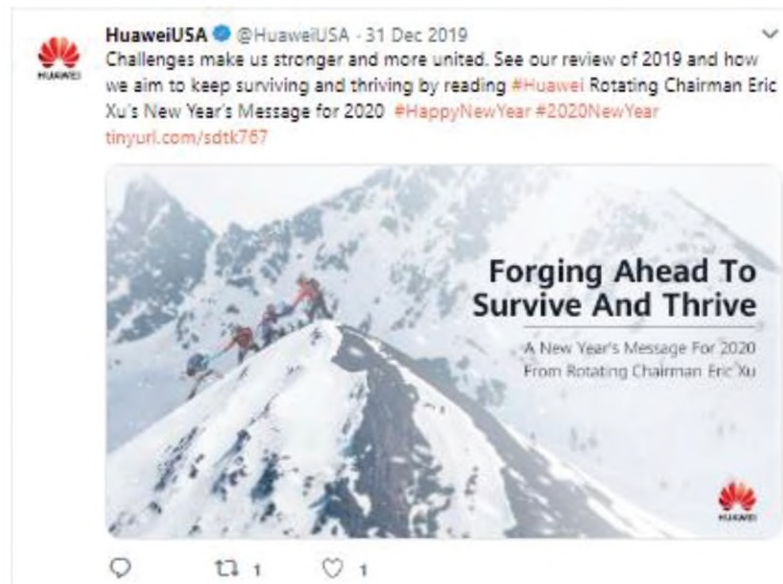 HuaweiUSA @HuaweiUSA · 31 Dec 2019
Challenges make us stronger and more united. See our review of 2019 and how
we aim to keep surviving and thriving by reading #Huawei Rotating Chairman Eric
Xu's New Year's Message for 2020 #HappyNewYear #2020NewYear
tinyurl.com/sdtk767
HUAWEI
Forging Ahead To
Survive And Thrive
A New Year's Message For 2020
From Rotating Chairman Eric Xu
HUAWEI
1 1